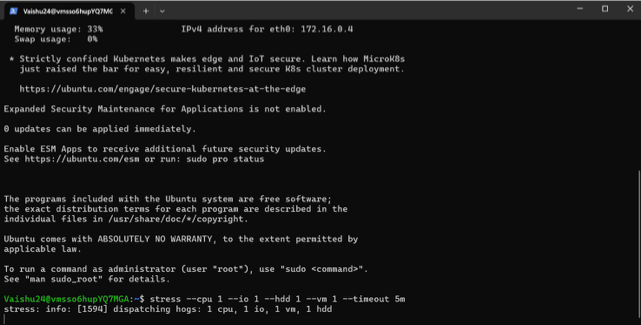 Vaishu24@vmsso6hupYQ7MGA: ~
Memory usage: 33% IPv4 address for eth0: 172.16.0.4
Swap usage: 0%
* Strictly confined Kubernetes makes edge and IoT secure. Learn how MicroK8s
just raised the bar for easy, resilient and secure K8s cluster deployment.
https://ubuntu.com/engage/secure-kubernetes-at-the-edge
Expanded Security Maintenance for Applications is not enabled.
0 updates can be applied immediately.
Enable ESM Apps to receive additional future security updates.
See https://ubuntu.com/esm or run: sudo pro status
The programs included with the Ubuntu system are free software;
the exact distribution terms for each program are described in the
individual files in /usr/share/doc/*/copyright.
Ubuntu comes with ABSOLUTELY NO WARRANTY, to the extent permitted by
applicable law.
To run a command as administrator (user "root"), use "sudo <command>".
See "man sudo_root" for details.
Vaishu24@vmsso6hupYQ7MGA:~$ stress --cpu 1 --io 1 --hdd 1 --vm 1 --timeout 5m
stress: info: [1594] dispatching hogs: 1 cpu, 1 io, 1 vm, 1 hdd